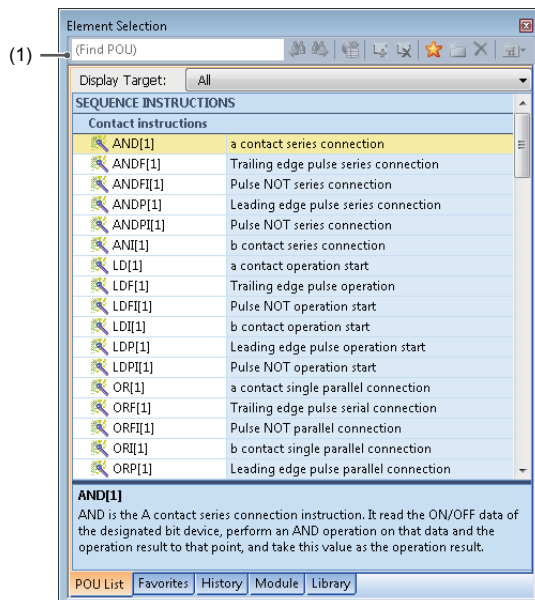 Element Selection
(1)
(Find POU)
Display Target: All
SEQUENCE INSTRUCTIONS
Contact instructions
AND[1] a contact series connection
ANDF[1] Trailing edge pulse series connection
ANDFI[1] Pulse NOT series connection
ANDP[1] Leading edge pulse series connection
ANDPI[1] Pulse NOT series connection
ANI[1] b contact series connection
LD[1] a contact operation start
LDF[1] Trailing edge pulse operation
LDFI[1] Pulse NOT operation start
LDI[1] b contact operation start
LDP[1] Leading edge pulse operation start
LDPI[1] Pulse NOT operation start
OR[1] a contact single parallel connection
ORF[1] Trailing edge pulse serial connection
ORFI[1] Pulse NOT parallel connection
ORI[1] b contact single parallel connection
ORP[1] Leading edge pulse parallel connection
AND[1]
AND is the A contact series connection instruction. It read the ON/OFF data of
the designated bit device, perform an AND operation on that data and the
operation result to that point, and take this value as the operation result.
POU List Favorites History Module Library